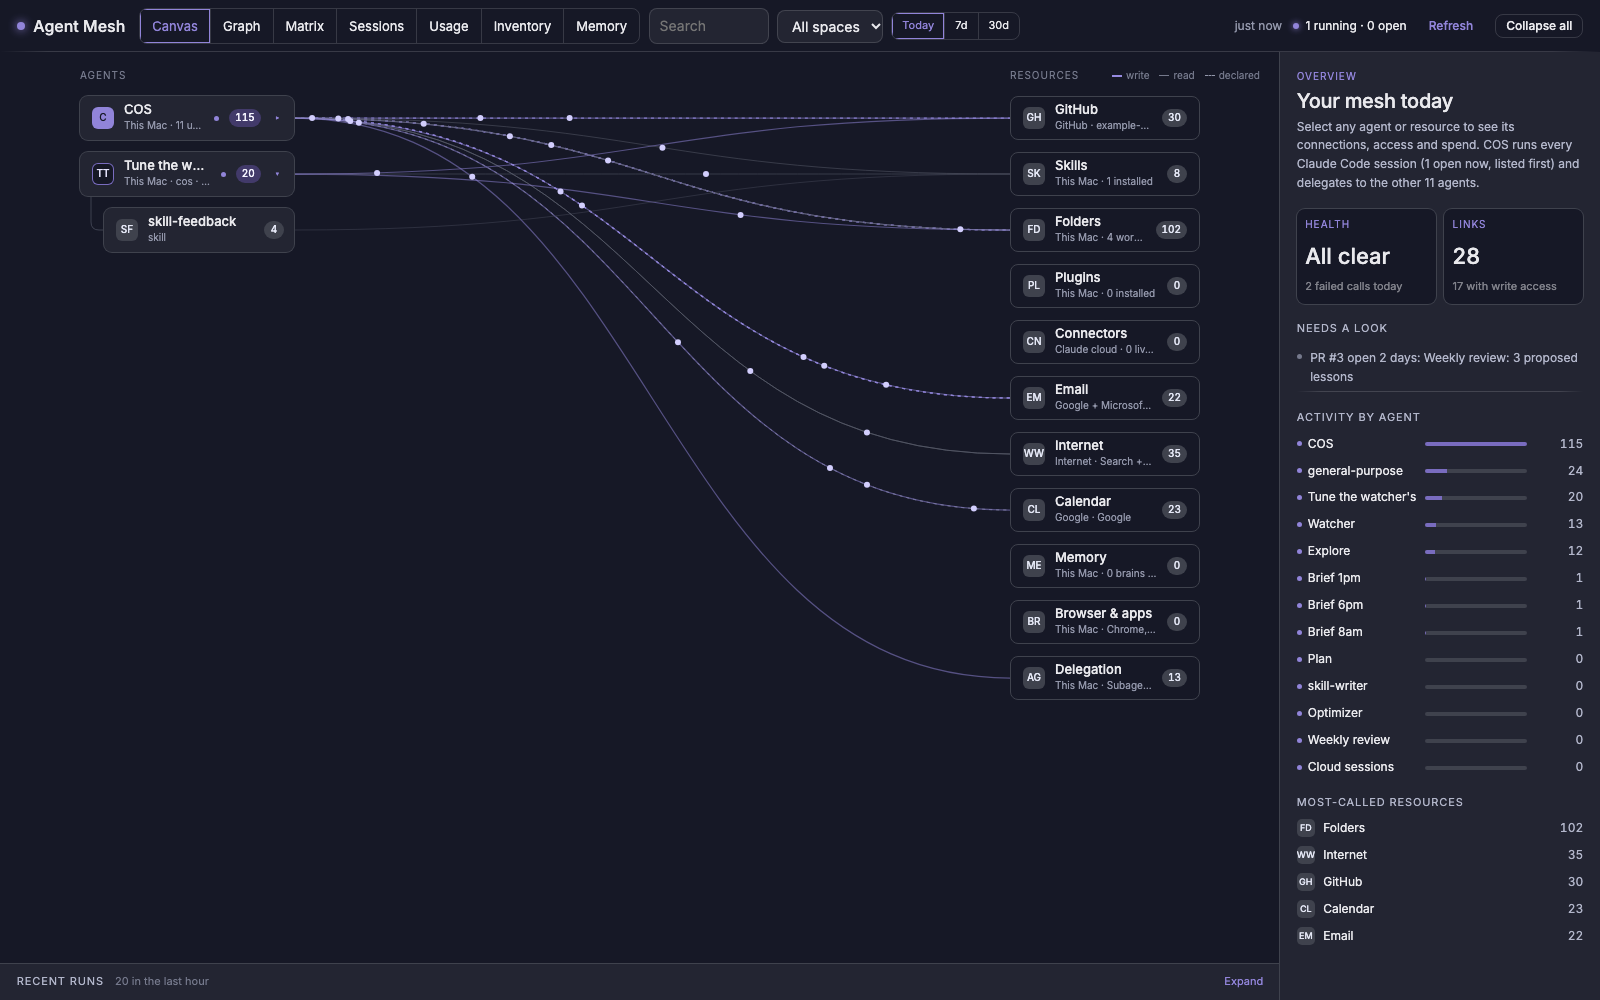 Agent Mesh
Canvas
Graph
Matrix
Sessions
Usage
Inventory
Memory
Search
All spaces
Today
7d
30d
just now
1 running · 0 open
Refresh
Collapse all
AGENTS
C
COS
This Mac · 11 u...
115
TT
Tune the w...
This Mac · cos · ...
20
SF
skill-feedback
skill
4
RESOURCES
write
read
declared
GH
GitHub
GitHub · example-...
30
SK
Skills
This Mac · 1 installed
8
FD
Folders
This Mac · 4 wor...
102
PL
Plugins
This Mac · 0 installed
0
CN
Connectors
Claude cloud · 0 liv...
0
EM
Email
Google + Microsof...
22
WW
Internet
Internet · Search +...
35
CL
Calendar
Google · Google
23
ME
Memory
This Mac · 0 brains ...
0
BR
Browser & apps
This Mac · Chrome,...
0
AG
Delegation
This Mac · Subage...
13
OVERVIEW
Your mesh today
Select any agent or resource to see its
connections, access and spend. COS runs every
Claude Code session (1 open now, listed first) and
delegates to the other 11 agents.
HEALTH
All clear
2 failed calls today
LINKS
28
17 with write access
NEEDS A LOOK
PR #3 open 2 days: Weekly review: 3 proposed
lessons
ACTIVITY BY AGENT
COS 115
general-purpose 24
Tune the watcher's 20
Watcher 13
Explore 12
Brief 1pm 1
Brief 6pm 1
Brief 8am 1
Plan 0
skill-writer 0
Optimizer 0
Weekly review 0
Cloud sessions 0
MOST-CALLED RESOURCES
FD Folders 102
WW Internet 35
GH GitHub 30
CL Calendar 23
EM Email 22
RECENT RUNS
20 in the last hour
Expand